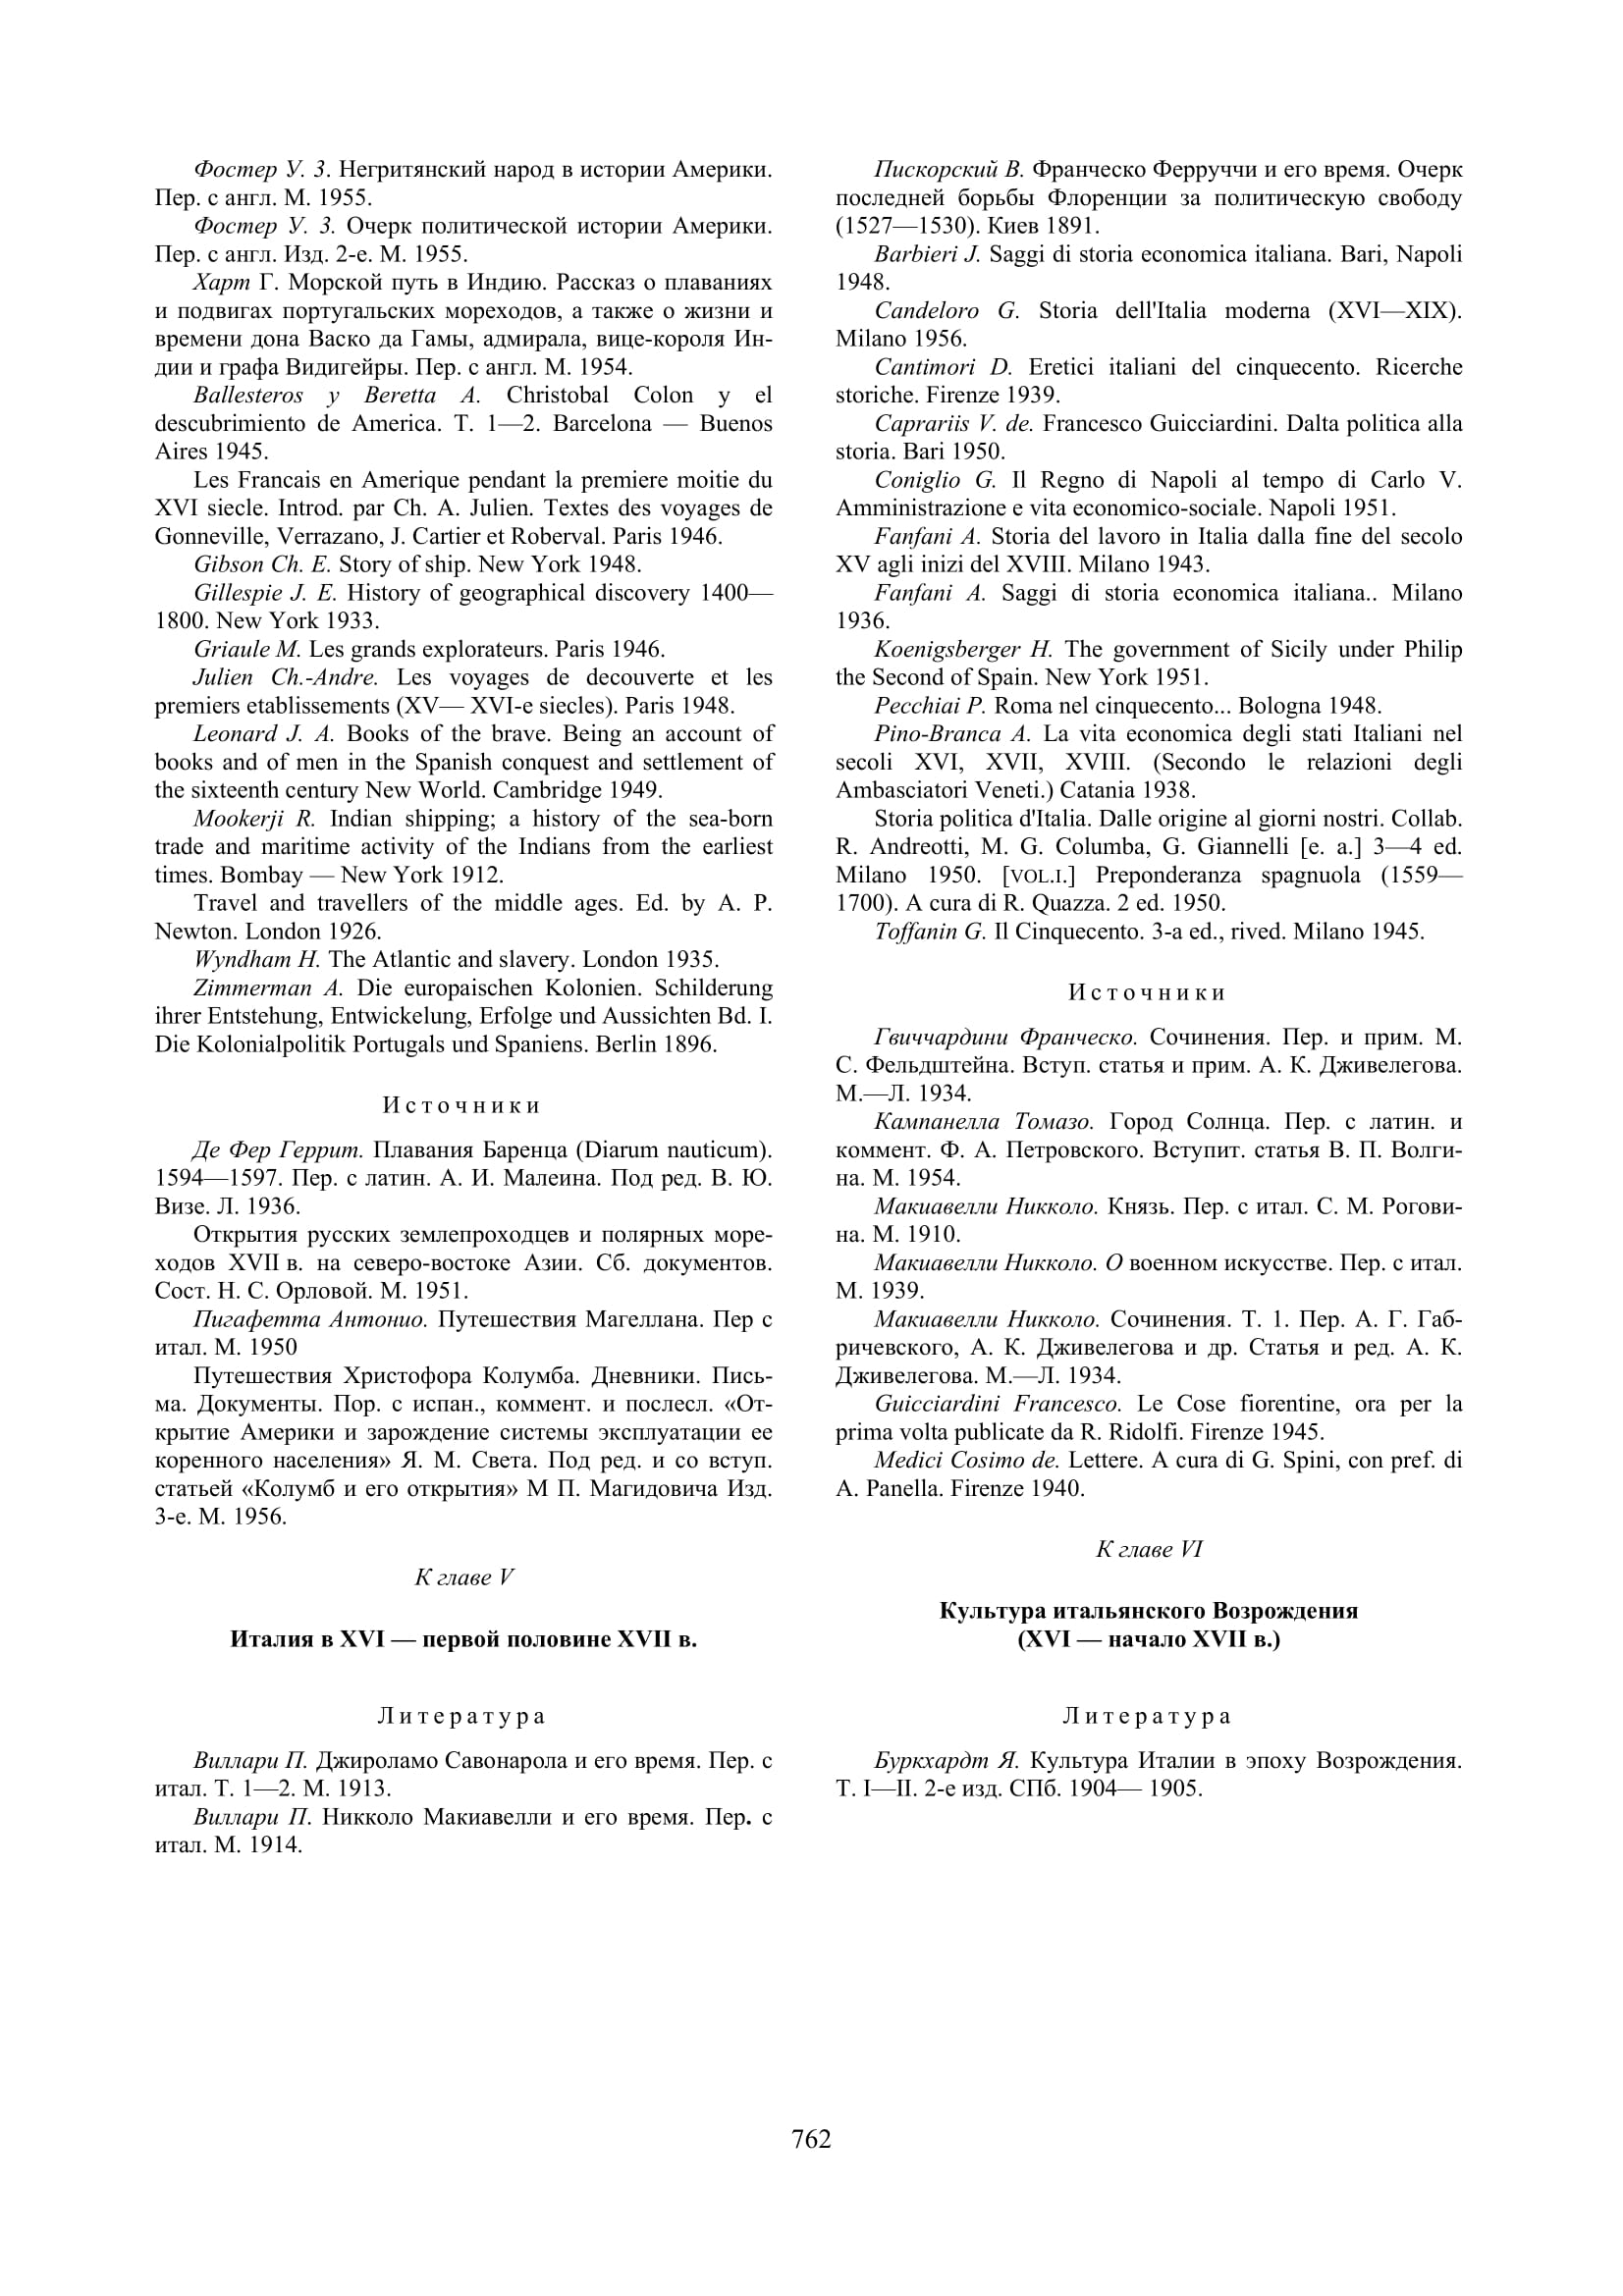 Фостер У. З. Негритянский народ в истории Америки.
Пер. с англ. М. 1955.
Фостер У. З. Очерк политической истории Америки.
Пер. с англ. Изд. 2-е. М. 1955.
Харт Г. Морской путь в Индию. Рассказ о плаваниях
и подвигах португальских мореходов, а также о жизни и
времени дона Васко да Гамы, адмирала, вице-короля Ин-
дии и графа Видигейры. Пер. с англ. М. 1954.
Ballesteros y Beretta A. Christobal Colon y el
descubrimiento de America. T. 1—2. Barcelona — Buenos
Aires 1945.
Les Francais en Amerique pendant la premiere moitie du
XVI siecle. Introd. par Ch. A. Julien. Textes des voyages de
Gonneville, Verrazano, J. Cartier et Roberval. Paris 1946.
Gibson Ch. E. Story of ship. New York 1948.
Gillespie J. E. History of geographical discovery 1400—
1800. New York 1933.
Griaule M. Les grands explorateurs. Paris 1946.
Julien Ch.-Andre. Les voyages de decouverte et les
premiers etablissements (XV— XVI-e siecles). Paris 1948.
Leonard J. A. Books of the brave. Being an account of
books and of men in the Spanish conquest and settlement of
the sixteenth century New World. Cambridge 1949.
Mookerji R. Indian shipping; a history of the sea-born
trade and maritime activity of the Indians from the earliest
times. Bombay — New York 1912.
Travel and travellers of the middle ages. Ed. by A. P.
Newton. London 1926.
Wyndham H. The Atlantic and slavery. London 1935.
Zimmerman A. Die europaischen Kolonien. Schilderung
ihrer Entstehung, Entwickelung, Erfolge und Aussichten Bd. I.
Die Kolonialpolitik Portugals und Spaniens. Berlin 1896.
Источники
Де Фер Геррит. Плавания Баренца (Diarum nauticum).
1594—1597. Пер. с латин. А. И. Малеина. Под ред. В. Ю.
Визе. Л. 1936.
Открытия русских землепроходцев и полярных море-
ходов XVII в. на северо-востоке Азии. Сб. документов.
Сост. Н. С. Орловой. М. 1951.
Пигафетта Антонио. Путешествия Магеллана. Пер с
итал. М. 1950
Путешествия Христофора Колумба. Дневники. Пись-
ма. Документы. Пор. с испан., коммент. и послесл. «От-
крытие Америки и зарождение системы эксплуатации ее
коренного населения» Я. М. Света. Под ред. и со вступ.
статьей «Колумб и его открытия» М П. Магидовича Изд.
3-е. М. 1956.
К главе V
Италия в XVI — первой половине XVII в.
Литература
Виллари П. Джироламо Савонарола и его время. Пер. с
итал. Т. 1—2. М. 1913.
Виллари П. Никколо Макиавелли и его время. Пер. с
итал. М. 1914.
Пискорский В. Франческо Ферруччи и его время. Очерк
последней борьбы Флоренции за политическую свободу
(1527—1530). Киев 1891.
Barbieri J. Saggi di storia economica italiana. Bari, Napoli
1948.
Candeloro G. Storia dell'Italia moderna (XVI—XIX).
Milano 1956.
Cantimori D. Eretici italiani del cinquecento. Ricerche
storiche. Firenze 1939.
Caprariis V. de. Francesco Guicciardini. Dalta politica alla
storia. Bari 1950.
Coniglio G. Il Regno di Napoli al tempo di Carlo V.
Amministrazione e vita economico-sociale. Napoli 1951.
Fanfani A. Storia del lavoro in Italia dalla fine del secolo
XV agli inizi del XVIII. Milano 1943.
Fanfani A. Saggi di storia economica italiana.. Milano
1936.
Koenigsberger H. The government of Sicily under Philip
the Second of Spain. New York 1951.
Pecchiai P. Roma nel cinquecento... Bologna 1948.
Pino-Branca A. La vita economica degli stati Italiani nel
secoli XVI, XVII, XVIII. (Secondo le relazioni degli
Ambasciatori Veneti.) Catania 1938.
Storia politica d'Italia. Dalle origine al giorni nostri. Collab.
R. Andreotti, M. G. Columba, G. Giannelli [e. a.] 3—4 ed.
Milano 1950. [VOL.I.] Preponderanza spagnuola (1559—
1700). A cura di R. Quazza. 2 ed. 1950.
Toffanin G. Il Cinquecento. 3-a ed., rived. Milano 1945.
Источники
Гвиччардини Франческо. Сочинения. Пер. и прим. М.
С. Фельдштейна. Вступ. статья и прим. А. К. Дживелегова.
М.—Л. 1934.
Кампанелла Томазо. Город Солнца. Пер. с латин. и
коммент. Ф. А. Петровского. Вступит. статья В. П. Волги-
на. М. 1954.
Макиавелли Никколо. Князь. Пер. с итал. С. М. Рогови-
на. М. 1910.
Макиавелли Никколо. О военном искусстве. Пер. с итал.
М. 1939.
Макиавелли Никколо. Сочинения. Т. 1. Пер. А. Г. Габ-
ричевского, А. К. Дживелегова и др. Статья и ред. А. К.
Дживелегова. М.—Л. 1934.
Guicciardini Francesco. Le Cose fiorentine, ora per la
prima volta publicate da R. Ridolfi. Firenze 1945.
Medici Cosimo de. Lettere. A cura di G. Spini, con pref. di
A. Panella. Firenze 1940.
К главе VI
Культура итальянского Возрождения
(XVI — начало XVII в.)
Литература
Буркхардт Я. Культура Италии в эпоху Возрождения.
Т. I—II. 2-е изд. СПб. 1904— 1905.
762